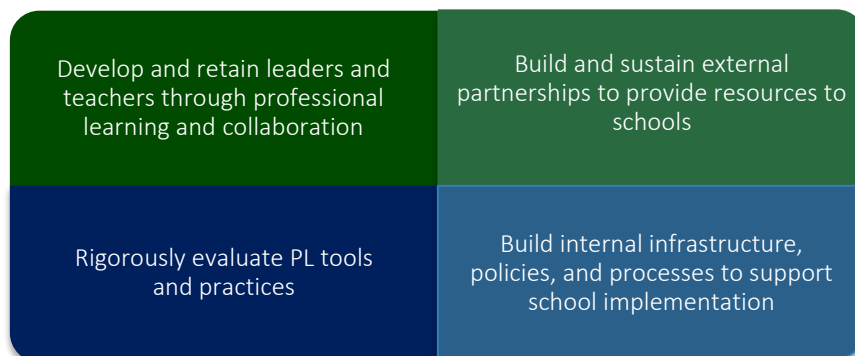 Develop and retain leaders and
teachers through professional
learning and collaboration
Build and sustain external
partnerships to provide resources to
schools
Rigorously evaluate PL tools
and practices
Build internal infrastructure,
policies, and processes to support
school implementation